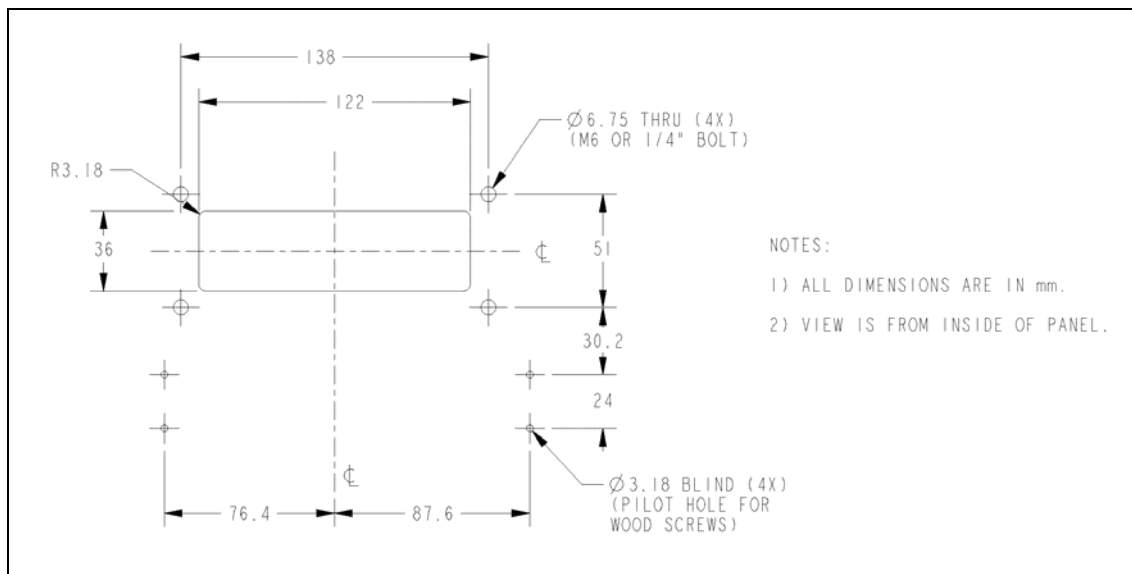 138
122
Ø6.75 THRU (4X)
(M6 OR 1/4" BOLT)
R3.18
36
℄
51
NOTES:
1) ALL DIMENSIONS ARE IN mm.
2) VIEW IS FROM INSIDE OF PANEL.
30.2
24
℄
76.4
87.6
Ø3.18 BLIND (4X)
(PILOT HOLE FOR
WOOD SCREWS)